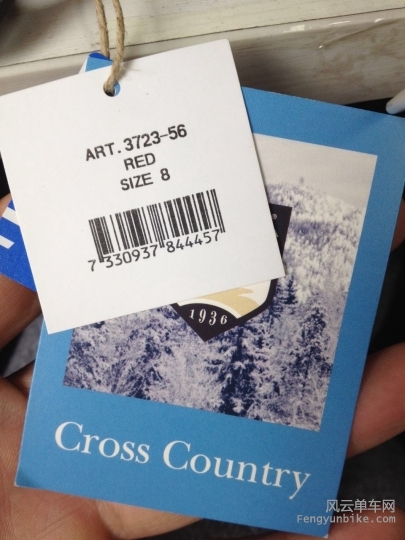 ART.3723-56
RED
SIZE 8
7 330937 844457
1936
Cross Country
风云单车网
Fengyunbike.com